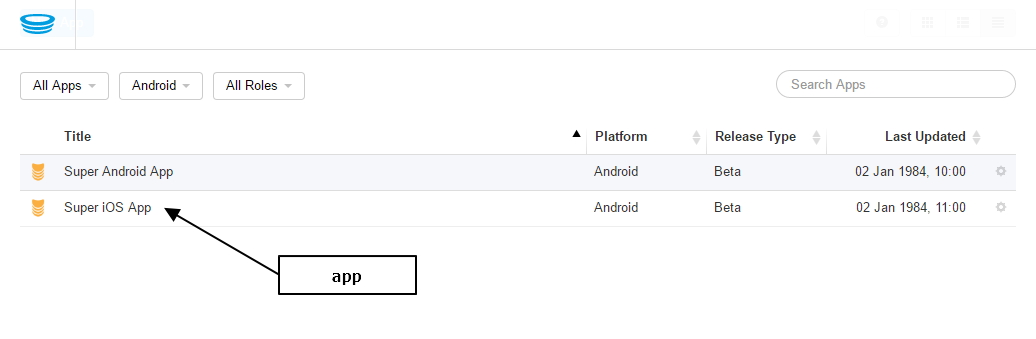 All Apps Android All Roles Search Apps
Title Platform Release Type Last Updated
Super Android App Android Beta 02 Jan 1984, 10:00
Super iOS App Android Beta 02 Jan 1984, 11:00
app